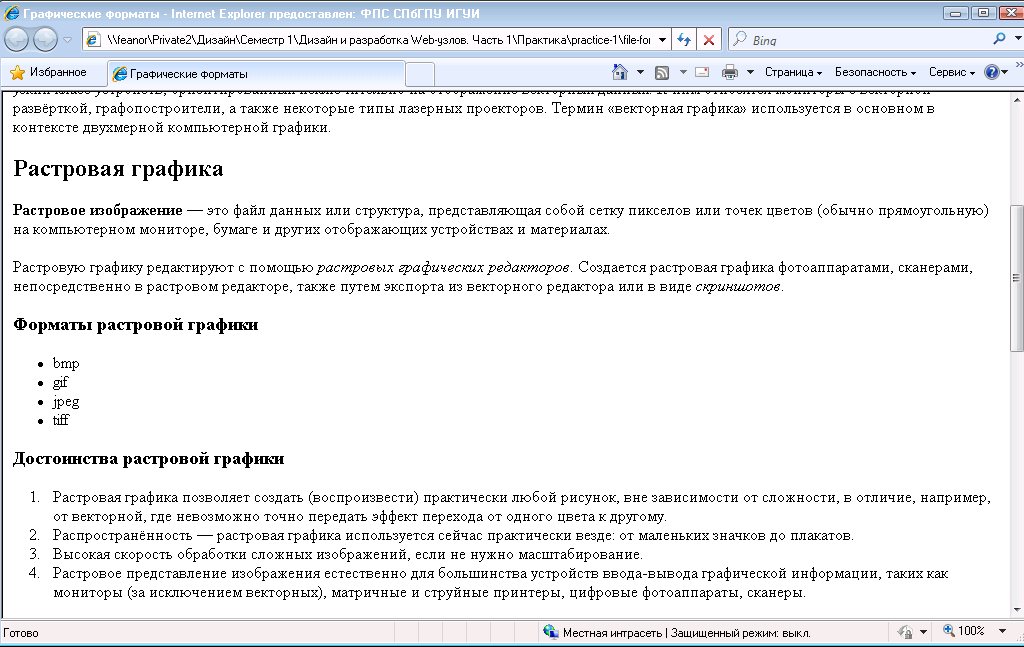 Графические форматы - Internet Explorer предоставлен: ФПС СПбГПУ ИГУИ
\\feanor\Private2\Дизайн\Семестр 1\Дизайн и разработка Web-узлов. Часть 1\Практика\practice-1\file-for
Bing
Избранное
Графические форматы
Страница
Безопасность
Сервис
развёрткой, графопостроители, а также некоторые типы лазерных проекторов. Термин «векторная графика» используется в основном в
контексте двухмерной компьютерной графики.
Растровая графика
Растровое изображение — это файл данных или структура, представляющая собой сетку пикселов или точек цветов (обычно прямоугольную)
на компьютерном мониторе, бумаге и других отображающих устройствах и материалах.
Растровую графику редактируют с помощью растровых графических редакторов. Создается растровая графика фотоаппаратами, сканерами,
непосредственно в растровом редакторе, также путем экспорта из векторного редактора или в виде скриншотов.
Форматы растровой графики
• bmp
• gif
• jpeg
• tiff
Достоинства растровой графики
1. Растровая графика позволяет создать (воспроизвести) практически любой рисунок, вне зависимости от сложности, в отличие, например,
от векторной, где невозможно точно передать эффект перехода от одного цвета к другому.
2. Распространённость — растровая графика используется сейчас практически везде: от маленьких значков до плакатов.
3. Высокая скорость обработки сложных изображений, если не нужно масштабирование.
4. Растровое представление изображения естественно для большинства устройств ввода-вывода графической информации, таких как
мониторы (за исключением векторных), матричные и струйные принтеры, цифровые фотоаппараты, сканеры.
Готово
Местная интрасеть | Защищенный режим: выкл.
100%